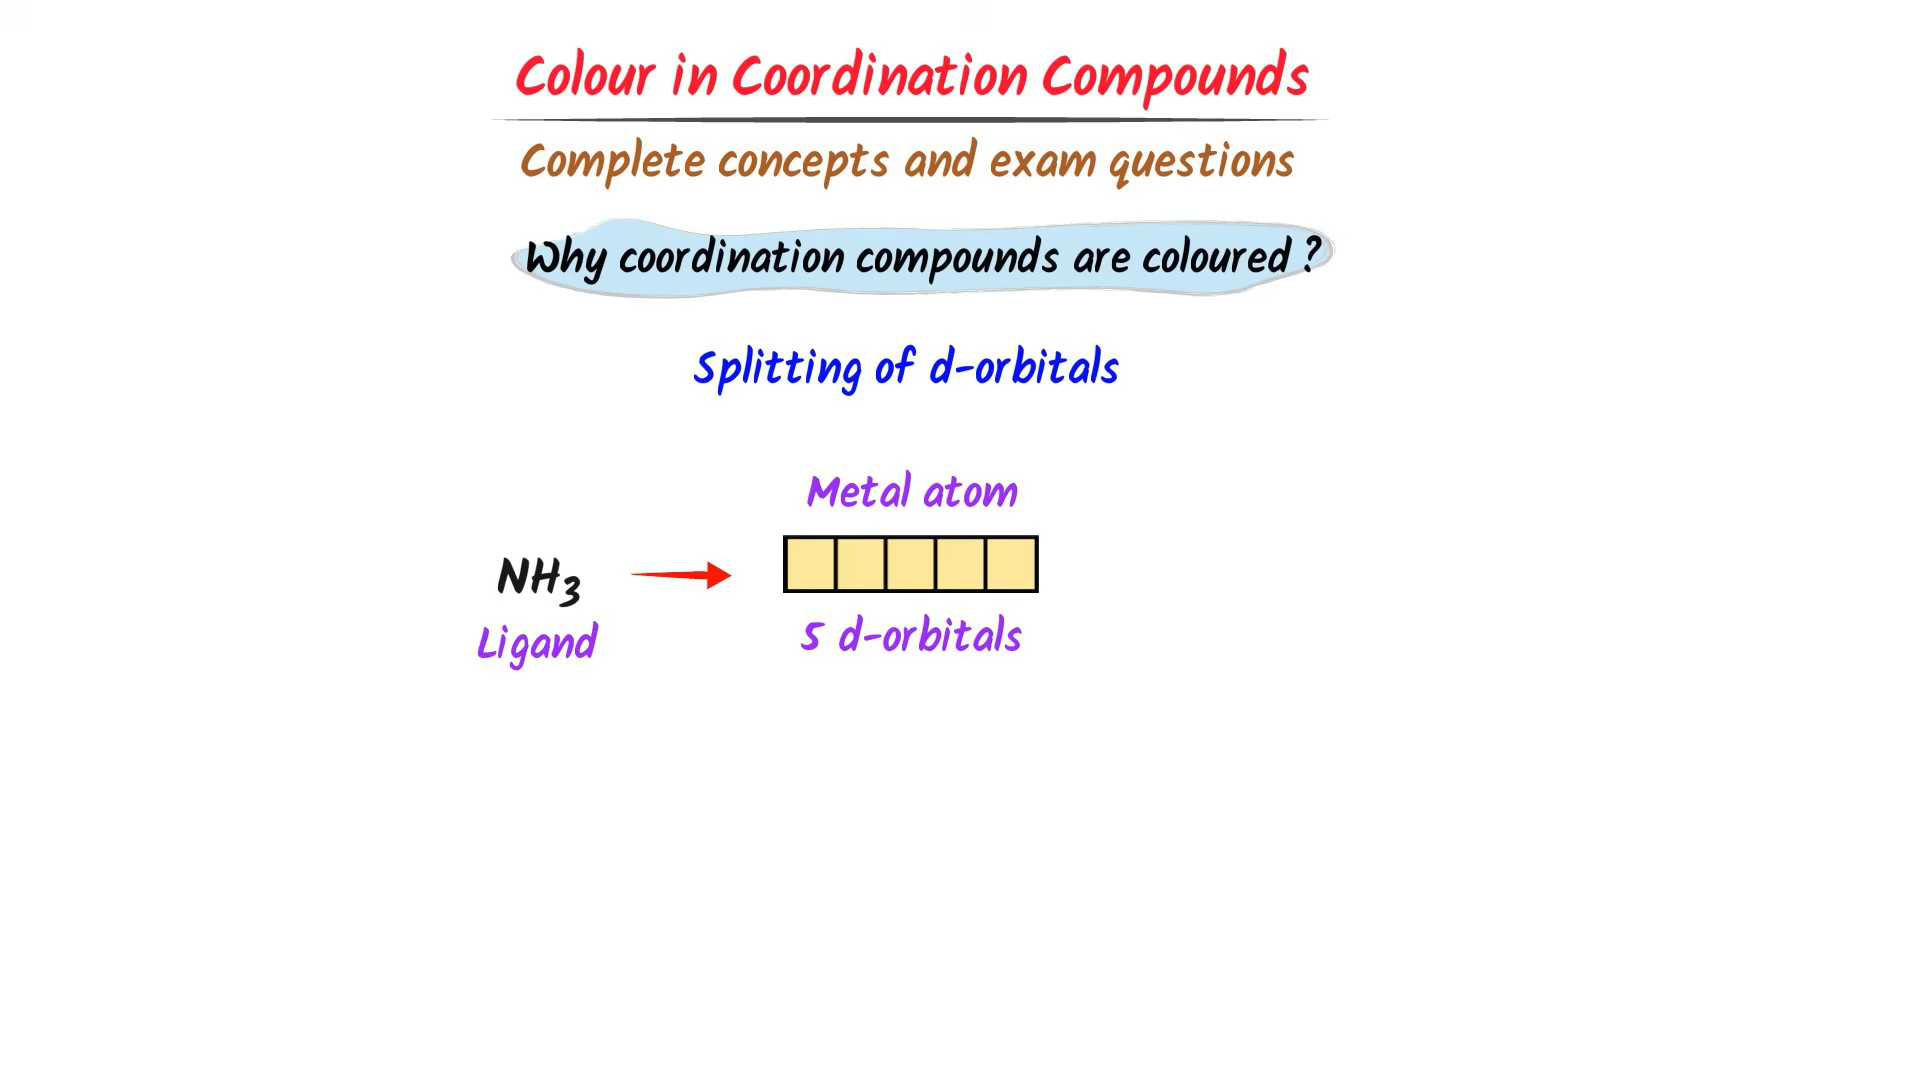 Colour in Coordination Compounds
Complete concepts and exam questions
Why coordination compounds are coloured ?
Splitting of d-orbitals
Metal atom
NH₃
Ligand
5 d-orbitals